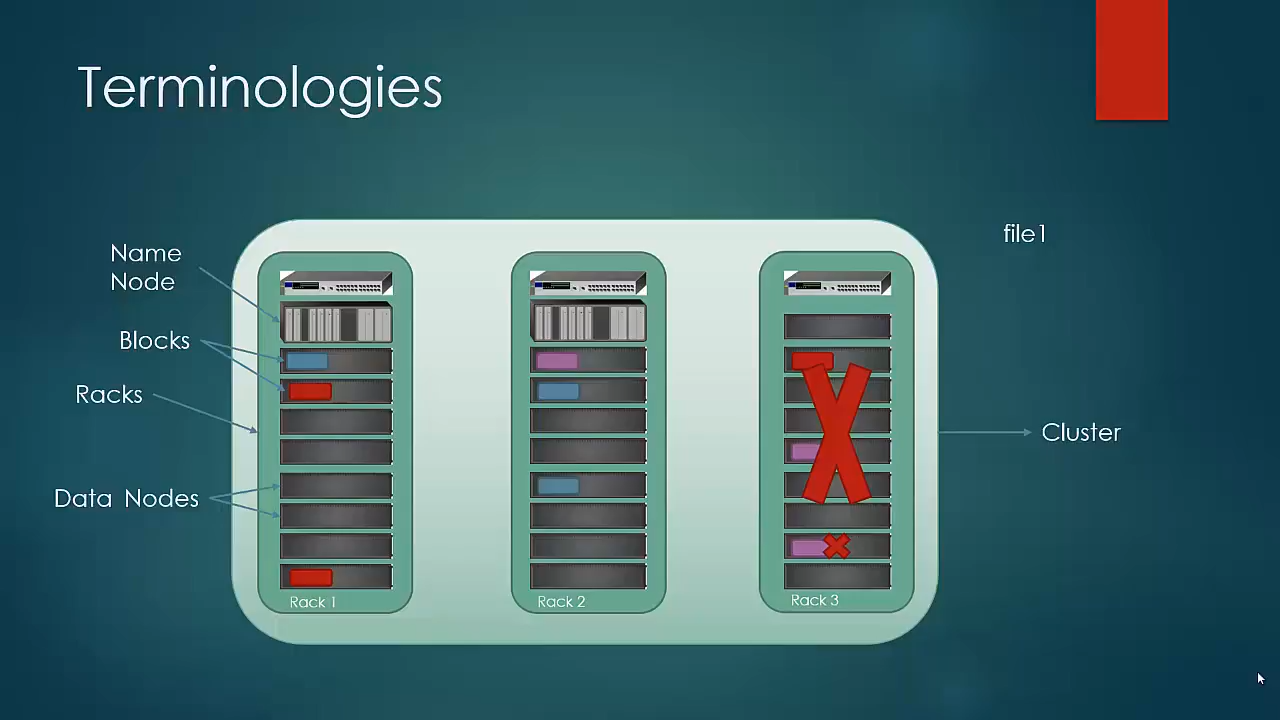 Terminologies
Name
Node
Blocks
Racks
Data Nodes
file1
Cluster
Rack 1
Rack 2
Rack 3